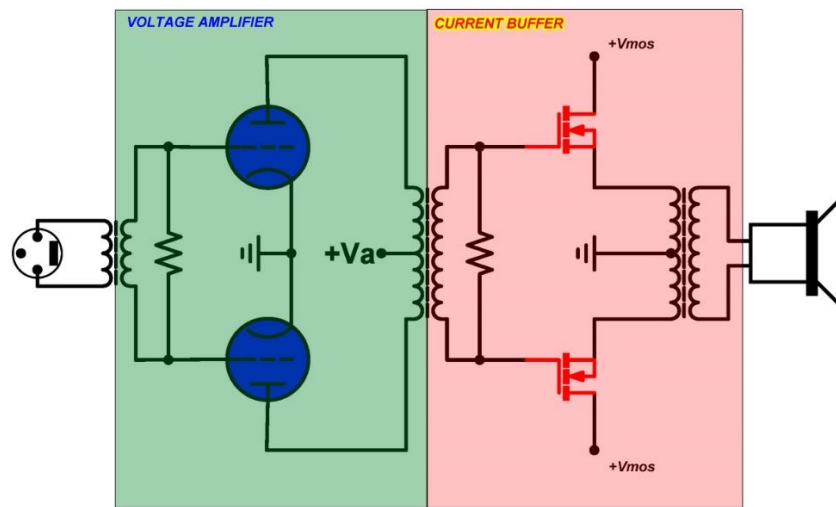 VOLTAGE AMPLIFIER
CURRENT BUFFER
+Vmos
+Va
+Vmos